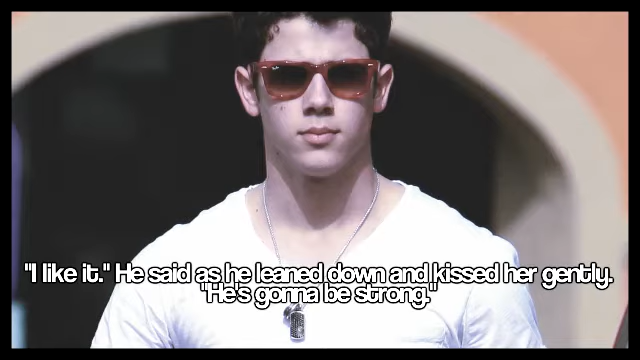 "I like it." He said as he leaned down and kissed her gently.
"He's gonna be strong."